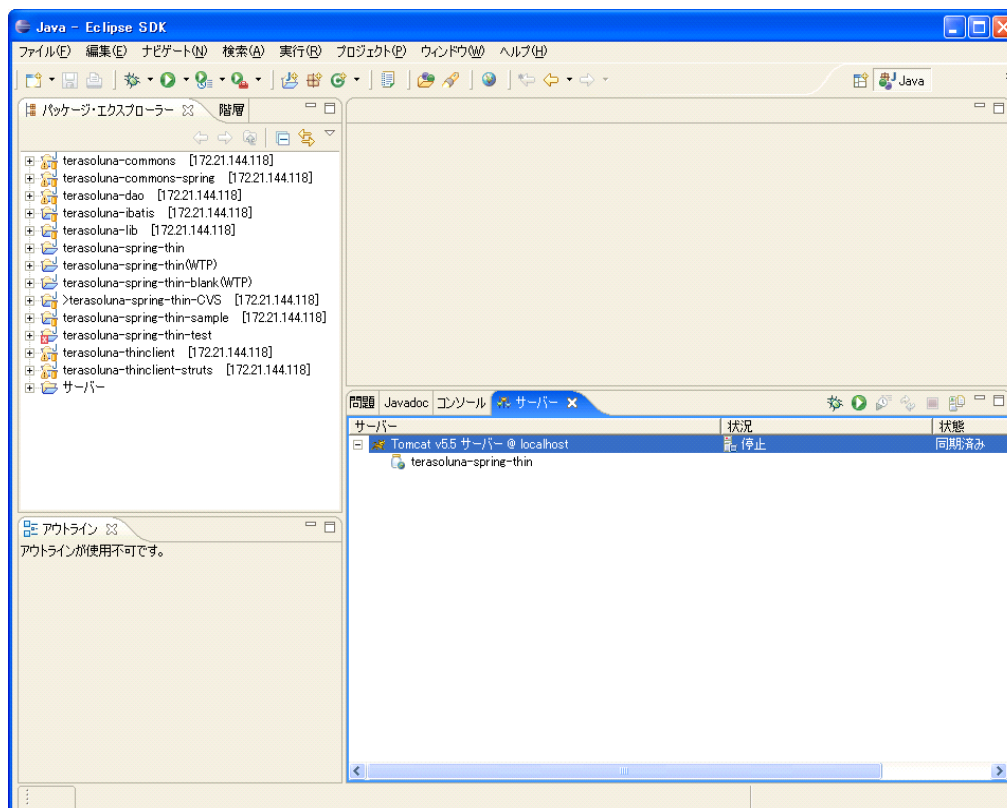 Java - Eclipse SDK
ファイル(F) 編集(E) ナビゲート(N) 検索(A) 実行(R) プロジェクト(P) ウィンドウ(W) ヘルプ(H)
Java
パッケージ・エクスプローラー 階層
terasoluna-commons [172.21.144.118]
terasoluna-commons-spring [172.21.144.118]
terasoluna-dao [172.21.144.118]
terasoluna-ibatis [172.21.144.118]
terasoluna-lib [172.21.144.118]
terasoluna-spring-thin
terasoluna-spring-thin(WTP)
terasoluna-spring-thin-blank(WTP)
>terasoluna-spring-thin-CVS [172.21.144.118]
terasoluna-spring-thin-sample [172.21.144.118]
terasoluna-spring-thin-test
terasoluna-thinclient [172.21.144.118]
terasoluna-thinclient-struts [172.21.144.118]
サーバー
問題 Javadoc コンソール サーバー
サーバー 状況 状態
Tomcat v5.5 サーバー @ localhost 停止 同期済み
terasoluna-spring-thin
アウトライン
アウトラインが使用不可です。